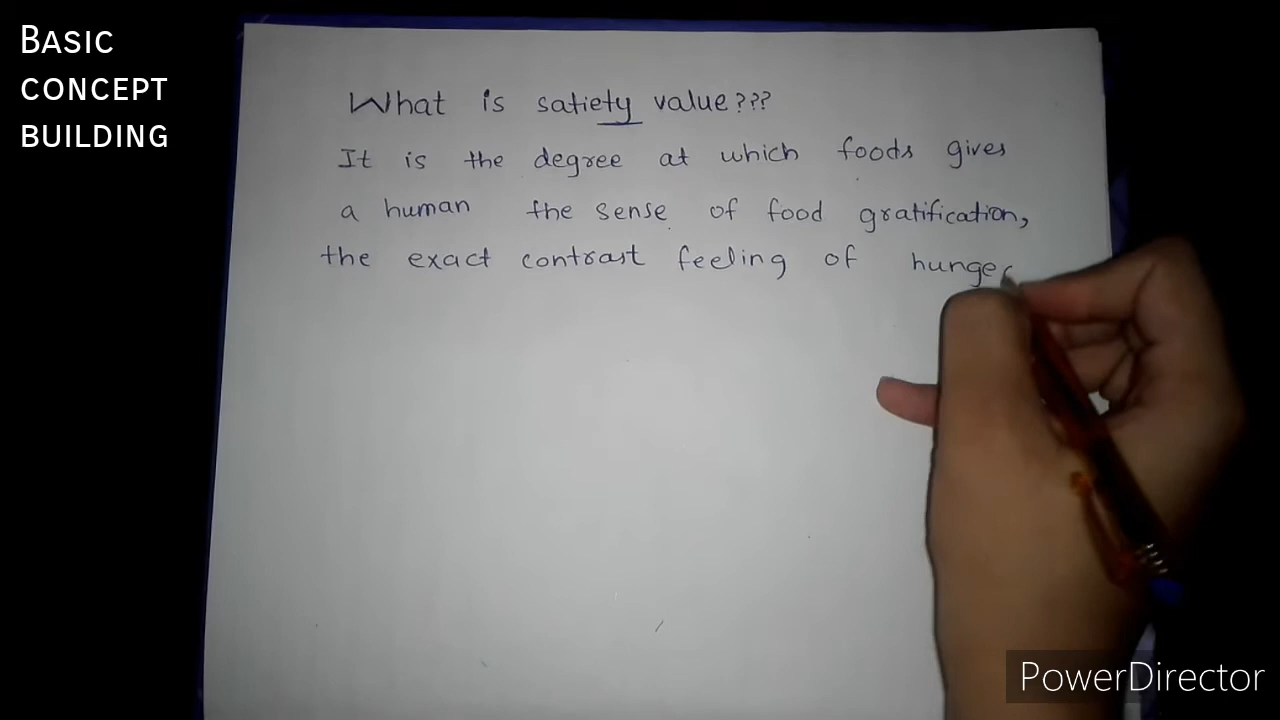 BASIC
CONCEPT
BUILDING
What is satiety value???
It is the degree at which foods gives
a human the sense of food gratification,
the exact contrast feeling of hunger
PowerDirector